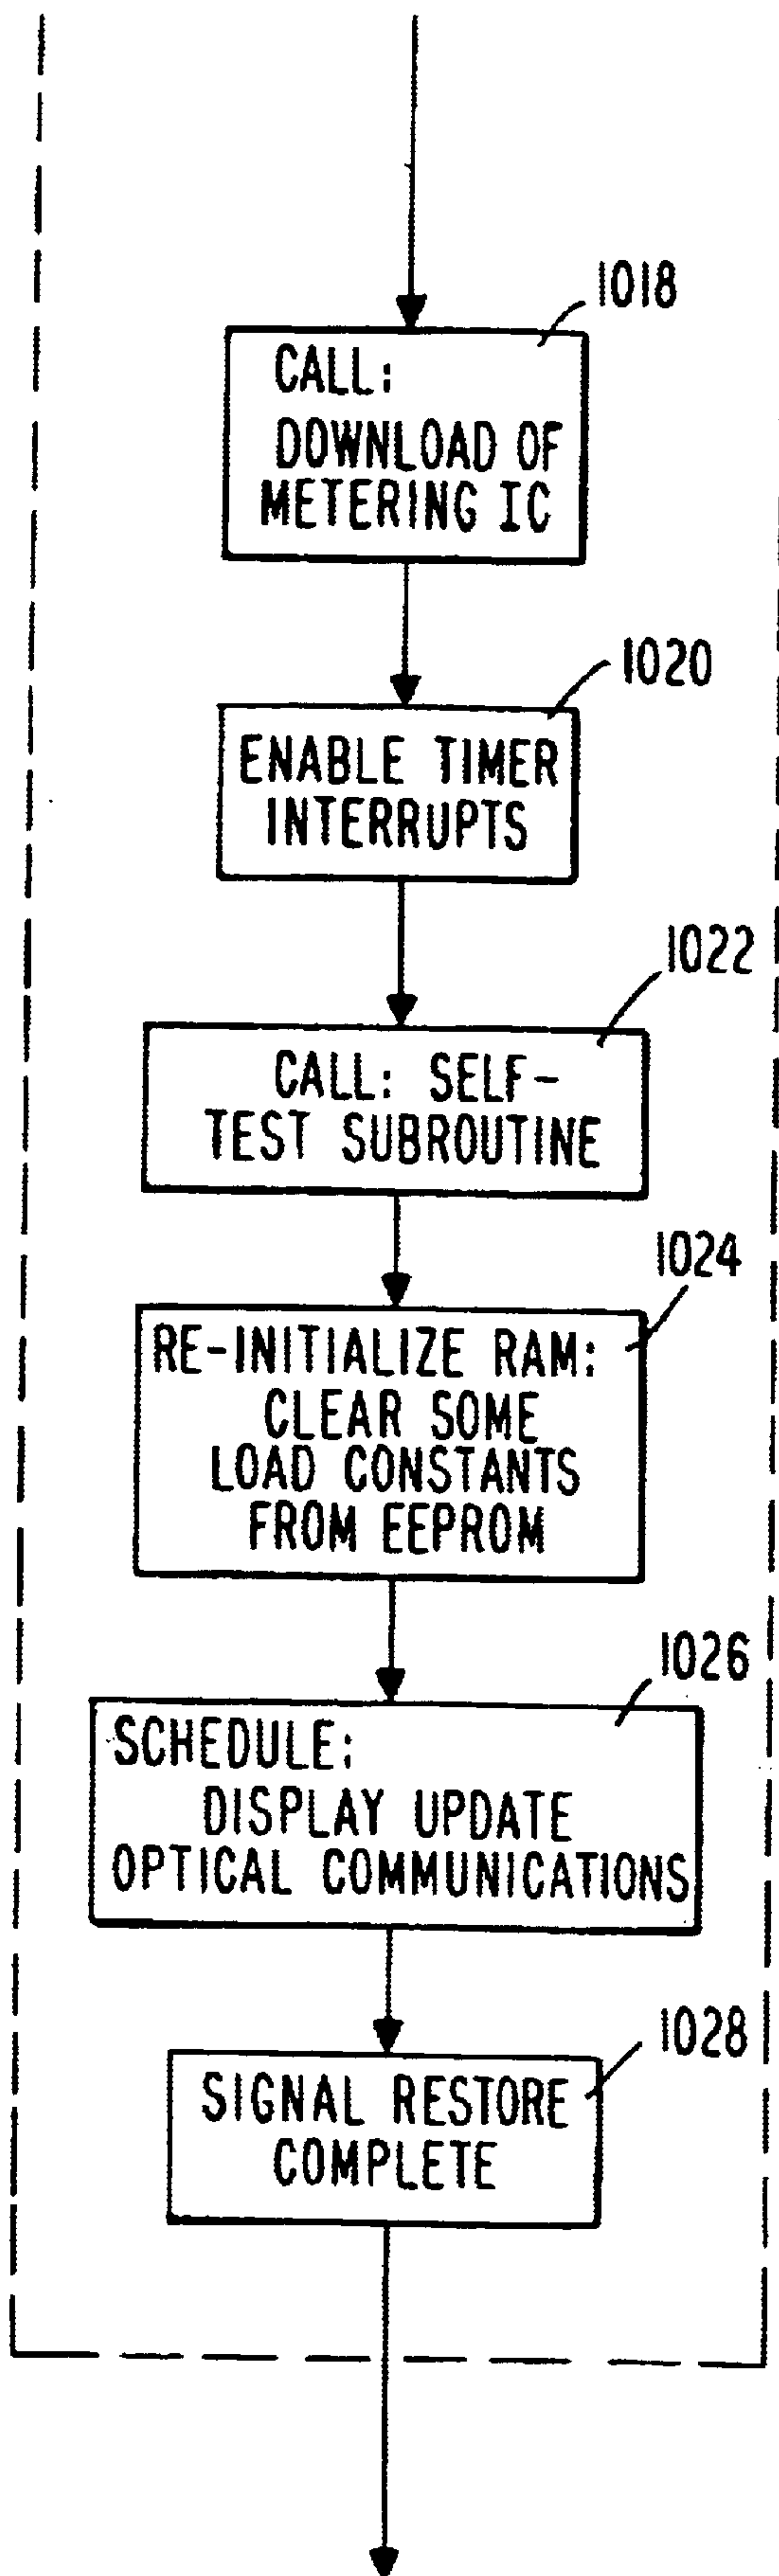 1018
CALL:
DOWNLOAD OF
METERING IC
1020
ENABLE TIMER
INTERRUPTS
1022
CALL: SELF-
TEST SUBROUTINE
1024
RE-INITIALIZE RAM:
CLEAR SOME
LOAD CONSTANTS
FROM EEPROM
1026
SCHEDULE:
DISPLAY UPDATE
OPTICAL COMMUNICATIONS
1028
SIGNAL RESTORE
COMPLETE